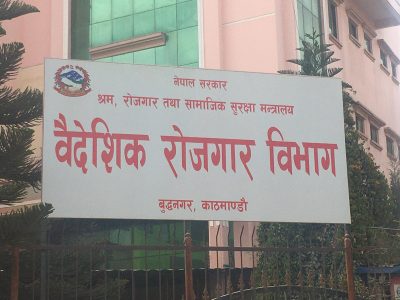 नेपाल सरकार
श्रम, रोजगार तथा सामाजिक सुरक्षा मन्त्रालय
वैदेशिक रोजगार विभाग
बुद्धनगर, काठमाण्डौ